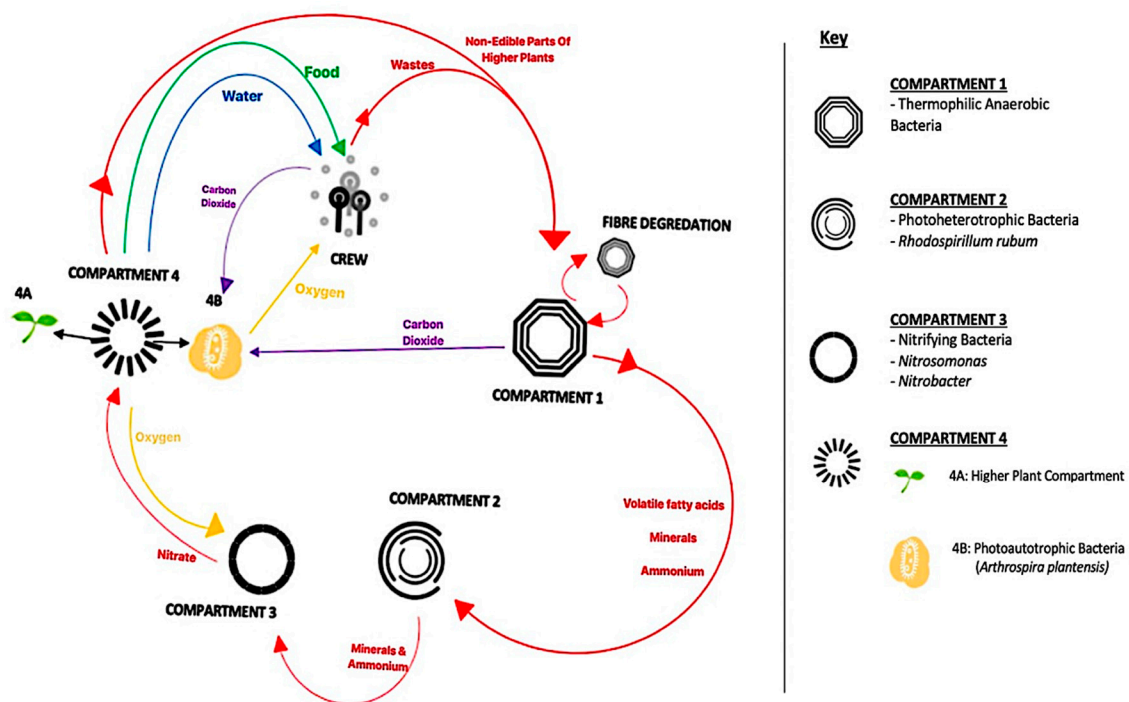 Non-Edible Parts Of
Higher Plants
Wastes
Food
Water
Carbon
Dioxide
CREW
FIBRE DEGREDATION
COMPARTMENT 4
4A
4B
Oxygen
Carbon
Dioxide
COMPARTMENT 1
Oxygen
Nitrate
COMPARTMENT 3
COMPARTMENT 2
Volatile fatty acids
Minerals
Ammonium
Minerals &
Ammonium
Key
COMPARTMENT 1
- Thermophilic Anaerobic
Bacteria
COMPARTMENT 2
- Photoheterotrophic Bacteria
- Rhodospirillum rubum
COMPARTMENT 3
- Nitrifying Bacteria
- Nitrosomonas
- Nitrobacter
COMPARTMENT 4
4A: Higher Plant Compartment
4B: Photoautotrophic Bacteria
(Arthrospira plantensis)